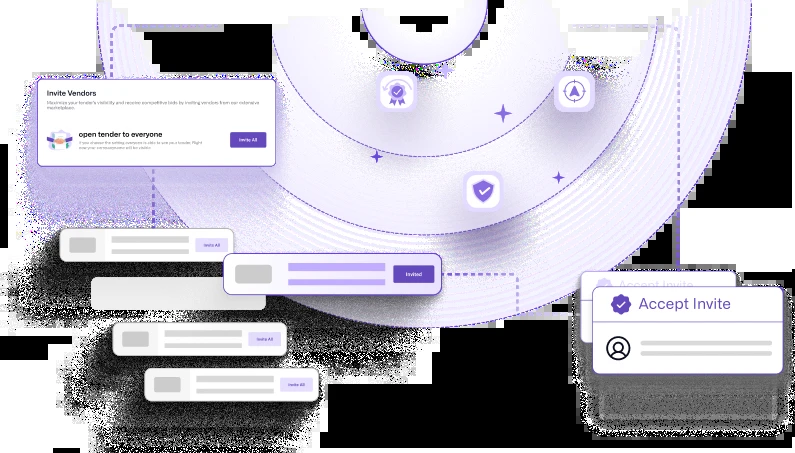 Invite Vendors
Maximize your tender's visibility and receive competitive bids by inviting vendors from our extensive
marketplace.
open tender to everyone
Invite All
Invite All
Invited
Accept Invite
Accept Invite
Invite All
Invite All